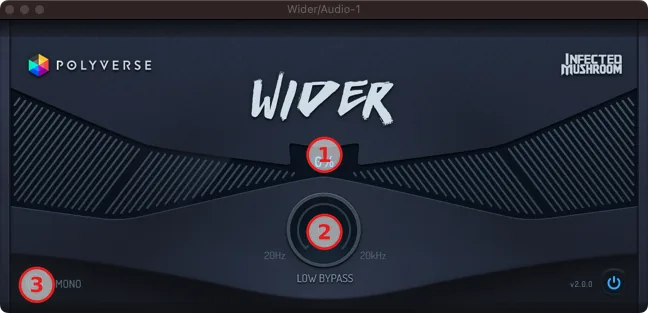 Wider/Audio-1
POLYVERSE
INFECTED
MUSHROOM
WIDER
1
2
20Hz
20kHz
LOW BYPASS
3
MONO
v2.0.0